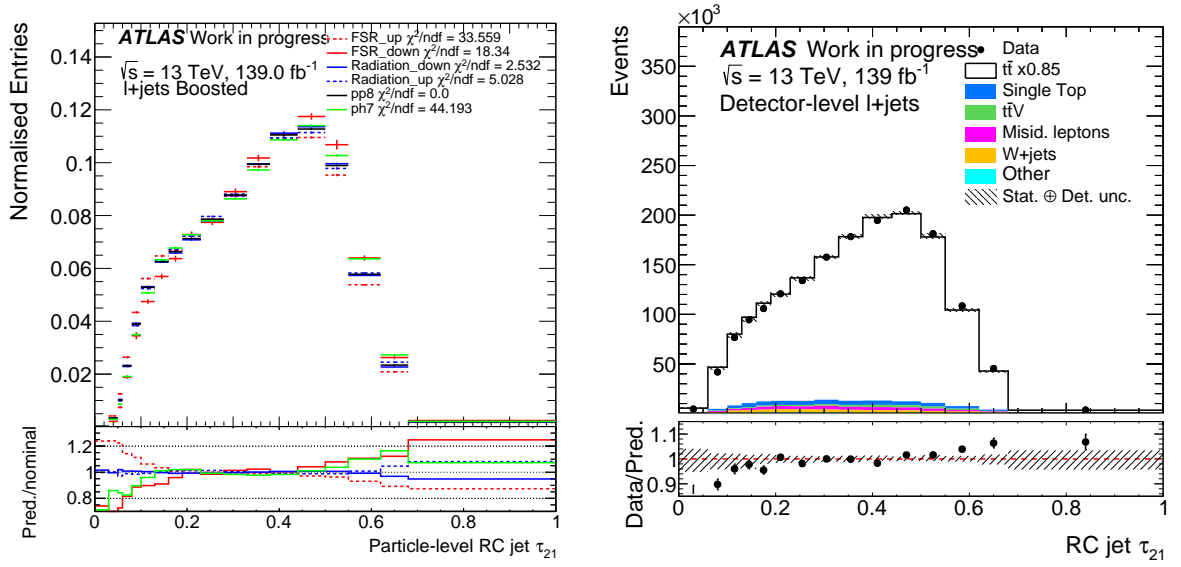 Normalised Entries
0.14
0.12
0.1
0.08
0.06
0.04
0.02
ATLAS Work in progress
√s = 13 TeV, 139.0 fb⁻¹
l+jets Boosted
FSR_up χ²/ndf = 33.559
FSR_down χ²/ndf = 18.34
Radiation_down χ²/ndf = 2.532
Radiation_up χ²/ndf = 5.028
pp8 χ²/ndf = 0.0
ph7 χ²/ndf = 44.193
Pred./nominal
1.2
1
0.8
0 0.2 0.4 0.6 0.8 1
Particle-level RC jet τ₂₁
×10³
Events
350
300
250
200
150
100
50
ATLAS Work in progress
√s = 13 TeV, 139 fb⁻¹
Detector-level l+jets
Data
tt̄ x0.85
Single Top
tt̄V
Misid. leptons
W+jets
Other
Stat. ⊕ Det. unc.
Data/Pred.
1.1
1
0.9
0 0.2 0.4 0.6 0.8 1
RC jet τ₂₁